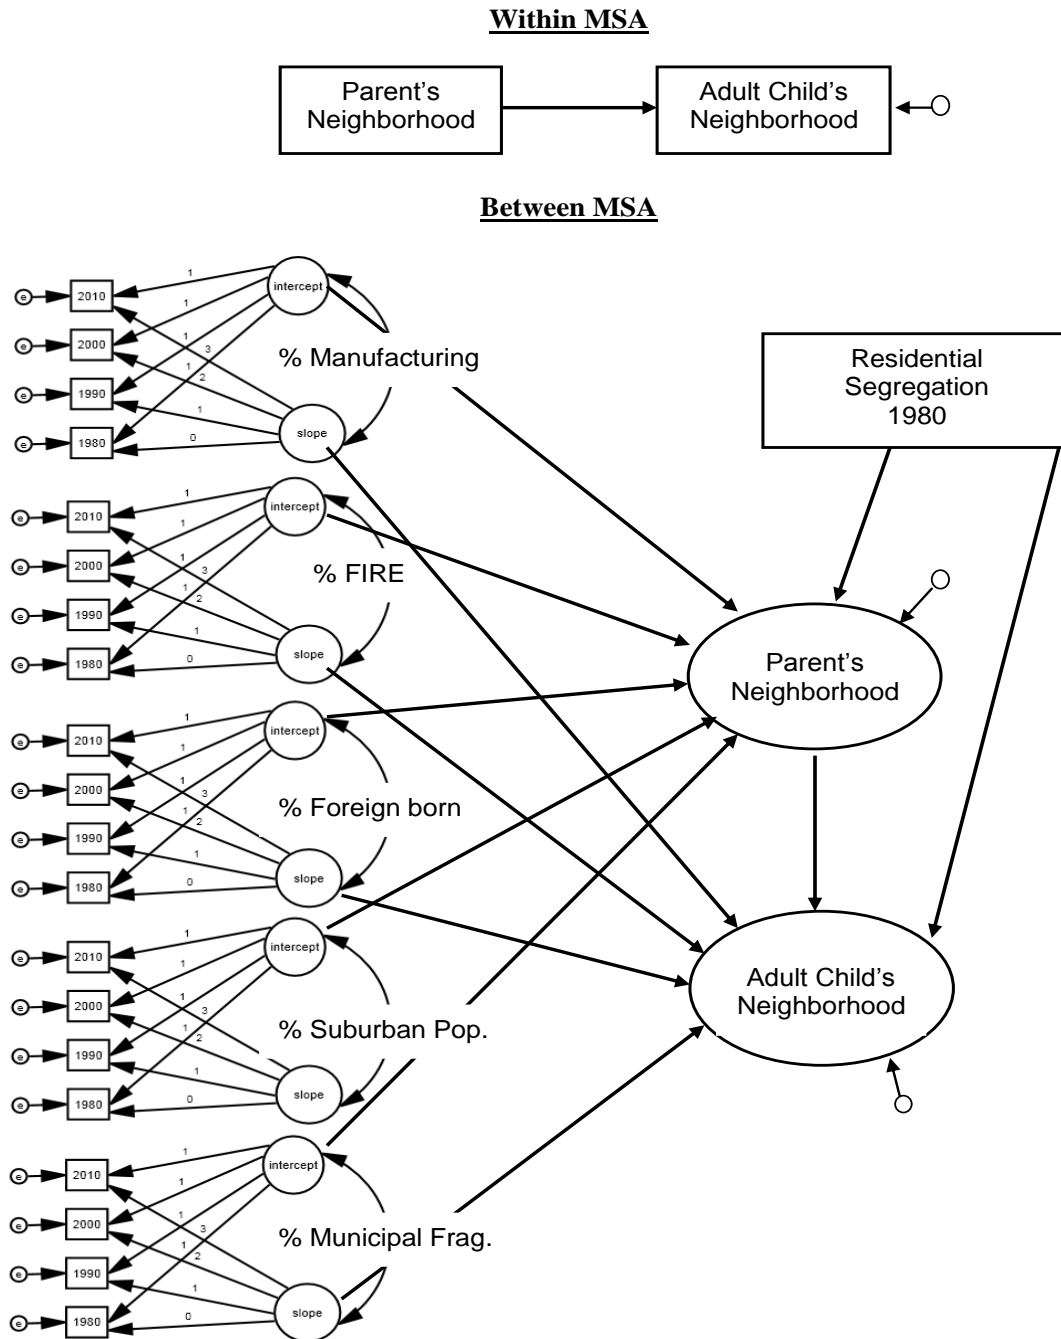 Within MSA
Parent's
Neighborhood
Adult Child's
Neighborhood
Between MSA
intercept
e
2010
e
2000
e
1990
e
1980
1
1
1
1
3
2
1
0
% Manufacturing
slope
Residential
Segregation
1980
intercept
e
2010
e
2000
e
1990
e
1980
1
1
1
1
3
2
1
0
% FIRE
slope
Parent's
Neighborhood
intercept
e
2010
e
2000
e
1990
e
1980
1
1
1
1
3
2
1
0
% Foreign born
slope
intercept
e
2010
e
2000
e
1990
e
1980
1
1
1
1
3
2
1
0
% Suburban Pop.
slope
Adult Child's
Neighborhood
intercept
e
2010
e
2000
e
1990
e
1980
1
1
1
1
3
2
1
0
% Municipal Frag.
slope